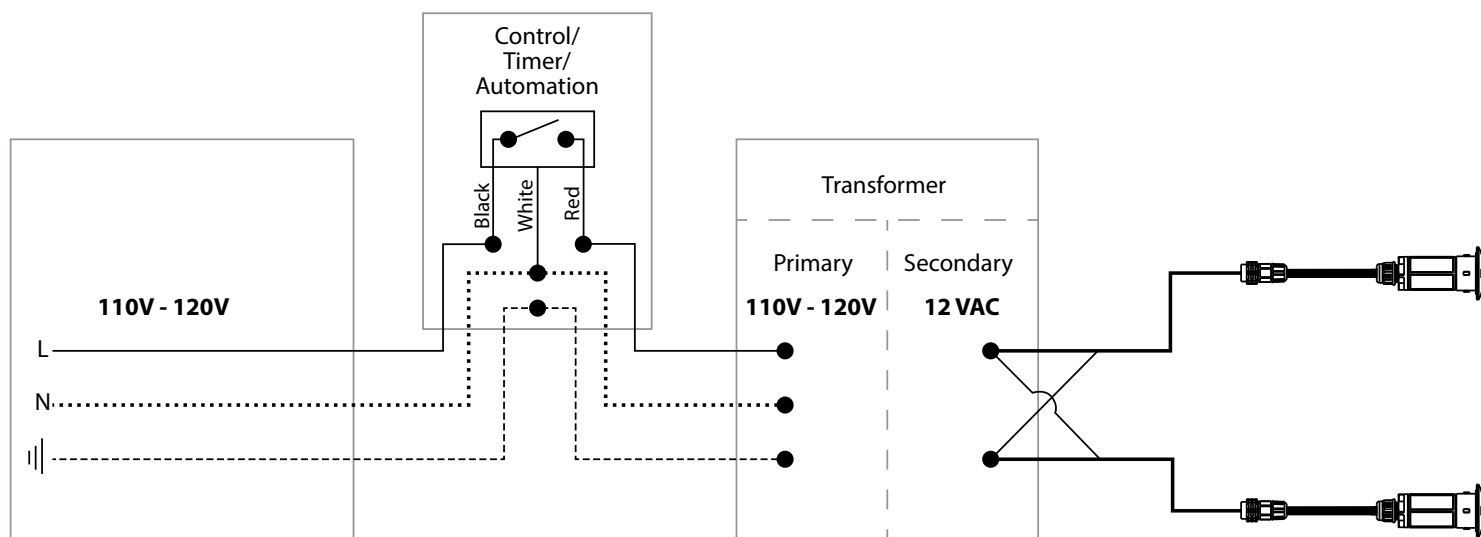 Control/
Timer/
Automation
Black
White
Red
110V - 120V
L
N
Transformer
Primary
Secondary
110V - 120V
12 VAC